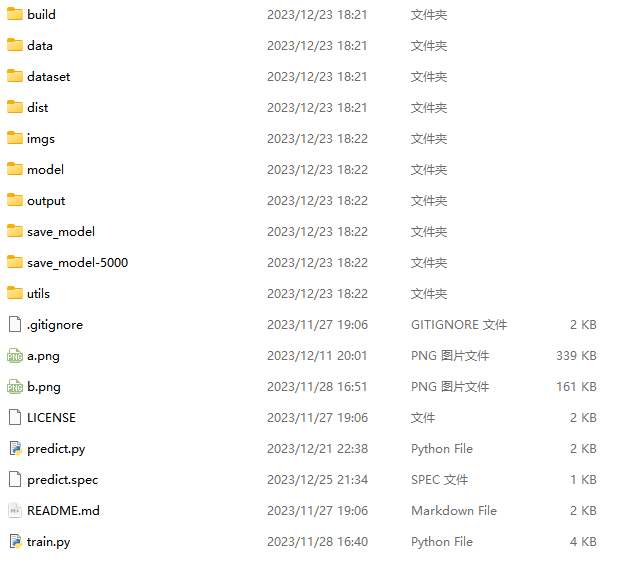 build 2023/12/23 18:21 文件夹
data 2023/12/23 18:21 文件夹
dataset 2023/12/23 18:21 文件夹
dist 2023/12/23 18:21 文件夹
imgs 2023/12/23 18:22 文件夹
model 2023/12/23 18:22 文件夹
output 2023/12/23 18:22 文件夹
save_model 2023/12/23 18:22 文件夹
save_model-5000 2023/12/23 18:22 文件夹
utils 2023/12/23 18:22 文件夹
.gitignore 2023/11/27 19:06 GITIGNORE 文件 2 KB
a.png 2023/12/11 20:01 PNG 图片文件 339 KB
b.png 2023/11/28 16:51 PNG 图片文件 161 KB
LICENSE 2023/11/27 19:06 文件 2 KB
predict.py 2023/12/21 22:38 Python File 2 KB
predict.spec 2023/12/25 21:34 SPEC 文件 1 KB
README.md 2023/11/27 19:06 Markdown File 2 KB
train.py 2023/11/28 16:40 Python File 4 KB